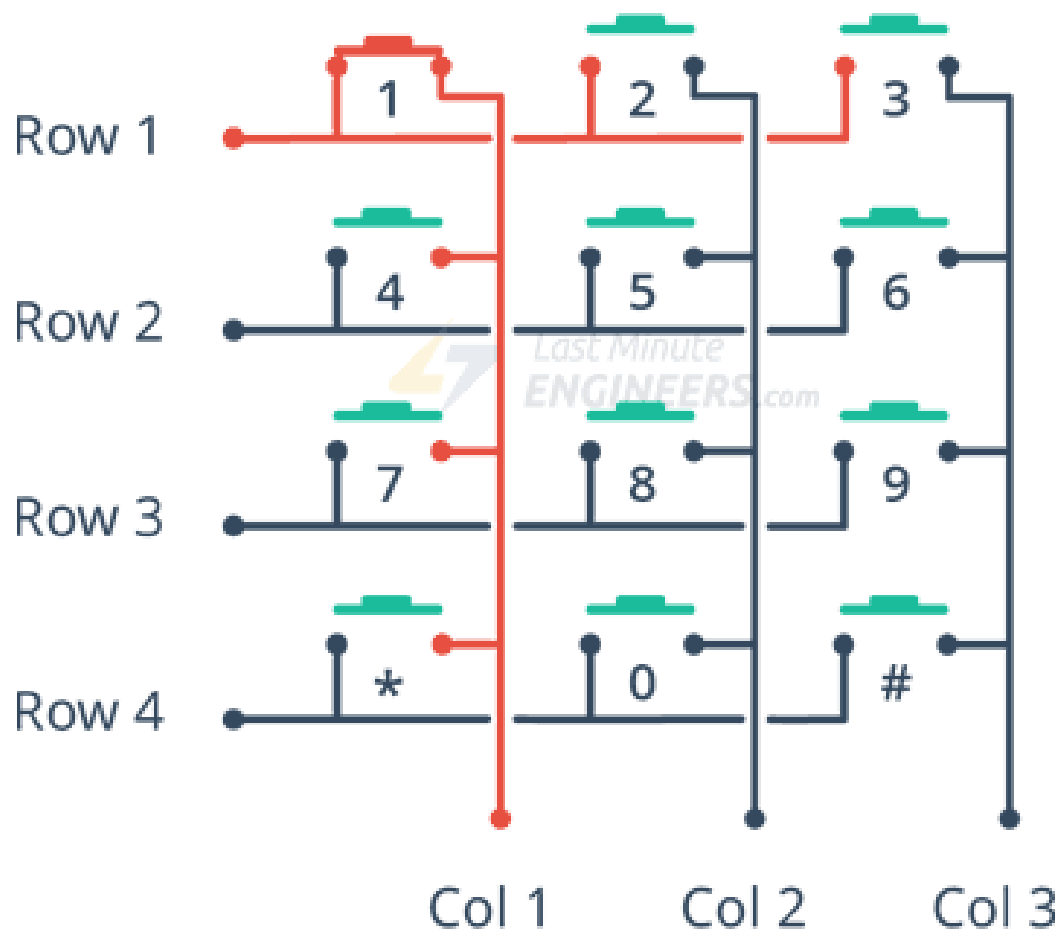 1 2 3
Row 1
4 5 6
Row 2
Last Minute
ENGINEERS.com
7 8 9
Row 3
* 0 #
Row 4
Col 1 Col 2 Col 3